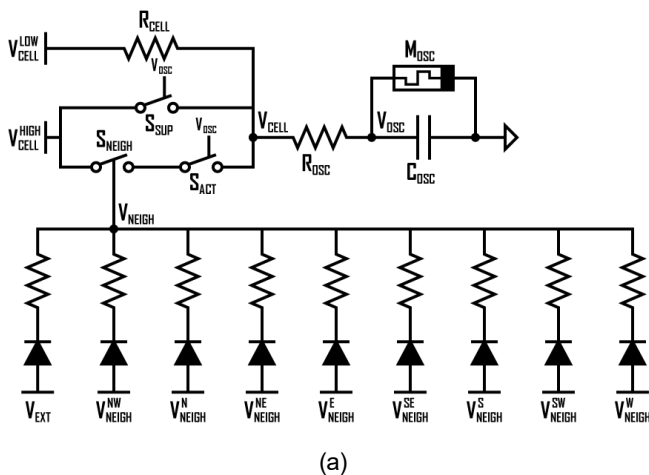 R_CELL
V_CELL^LOW
V_OSC
M_OSC
S_SUP
V_CELL^HIGH
S_NEIGH
V_OSC
V_CELL
V_OSC
R_OSC
C_OSC
S_ACT
V_NEIGH
V_EXT V_NEIGH^NW V_NEIGH^N V_NEIGH^NE V_NEIGH^E V_NEIGH^SE V_NEIGH^S V_NEIGH^SW V_NEIGH^W
(a)